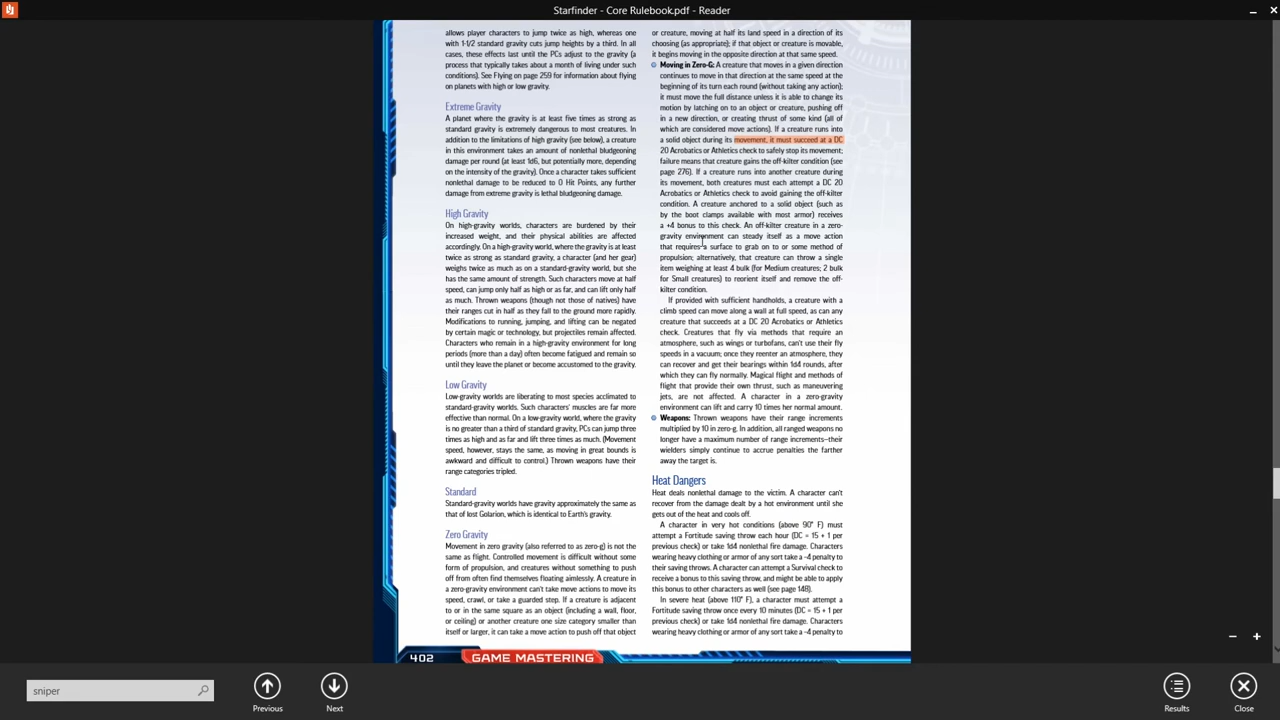 Starfinder - Core Rulebook.pdf - Reader
allows player characters to jump twice as high, whereas one
with 1-1/2 standard gravity cuts jump heights by a third. In all
cases, these effects last until the PCs adjust to the gravity (a
process that typically takes about a month of living under such
conditions). See Flying on page 259 for information about flying
on planets with high or low gravity.
Extreme Gravity
A planet where the gravity is at least five times as strong as
standard gravity is extremely dangerous to most creatures. In
addition to the limitations of high gravity (see below), a creature
in this environment takes an amount of nonlethal bludgeoning
damage per round (at least 1d6, but potentially more, depending
on the intensity of the gravity). Once a character takes sufficient
nonlethal damage to be reduced to 0 Hit Points, any further
damage from extreme gravity is lethal bludgeoning damage.
High Gravity
On high-gravity worlds, characters are burdened by their
increased weight, and their physical abilities are affected
accordingly. On a high-gravity world, where the gravity is at least
twice as strong as standard gravity, a character (and her gear)
weighs twice as much as on a standard-gravity world, but she
has the same amount of strength. Such characters move at half
speed, can jump only half as high or as far, and can lift only half
as much. Thrown weapons (though not those of natives) have
their ranges cut in half as they fall to the ground more rapidly.
Modifications to running, jumping, and lifting can be negated
by certain magic or technology, but projectiles remain affected.
Characters who remain in a high-gravity environment for long
periods (more than a day) often become fatigued and remain so
until they leave the planet or become accustomed to the gravity.
Low Gravity
Low-gravity worlds are liberating to most species acclimated to
standard-gravity worlds. Such characters' muscles are far more
effective than normal. On a low-gravity world, where the gravity
is no greater than a third of standard gravity, PCs can jump three
times as high and as far and lift three times as much. (Movement
speed, however, stays the same, as moving in great bounds is
awkward and difficult to control.) Thrown weapons have their
range categories tripled.
Standard
Standard-gravity worlds have gravity approximately the same as
that of lost Golarion, which is identical to Earth's gravity.
Zero Gravity
Movement in zero gravity (also referred to as zero-g) is not the
same as flight. Controlled movement is difficult without some
form of propulsion, and creatures without something to push
off from often find themselves floating aimlessly. A creature in
a zero-gravity environment can't take move actions to move its
speed, crawl, or take a guarded step. If a creature is adjacent
to or in the same square as an object (including a wall, floor,
or ceiling) or another creature one size category smaller than
itself or larger, it can take a move action to push off that object
or creature, moving at half its land speed in a direction of its
choosing (as appropriate); if that object or creature is movable,
it begins moving in the opposite direction at that same speed.
Moving in Zero-G: A creature that moves in a given direction
continues to move in that direction at the same speed at the
beginning of its turn each round (without taking any action);
it must move the full distance unless it is able to change its
motion by latching on to an object or creature, pushing off
in a new direction, or creating thrust of some kind (all of
which are considered move actions). If a creature runs into
a solid object during its movement, it must succeed at a DC
20 Acrobatics or Athletics check to safely stop its movement;
failure means that creature gains the off-kilter condition (see
page 276). If a creature runs into another creature during
its movement, both creatures must each attempt a DC 20
Acrobatics or Athletics check to avoid gaining the off-kilter
condition. A creature anchored to a solid object (such as
by the boot clamps available with most armor) receives
a +4 bonus to this check. An off-kilter creature in a zero-
gravity environment can steady itself as a move action
that requires a surface to grab on to or some method of
propulsion; alternatively, that creature can throw a single
item weighing at least 4 bulk (for Medium creatures; 2 bulk
for Small creatures) to reorient itself and remove the off-
kilter condition.
If provided with sufficient handholds, a creature with a
climb speed can move along a wall at full speed, as can any
creature that succeeds at a DC 20 Acrobatics or Athletics
check. Creatures that fly via methods that require an
atmosphere, such as wings or turbofans, can't use their fly
speeds in a vacuum; once they reenter an atmosphere, they
can recover and get their bearings within 1d4 rounds, after
which they can fly normally. Magical flight and methods of
flight that provide their own thrust, such as maneuvering
jets, are not affected. A character in a zero-gravity
environment can lift and carry 10 times her normal amount.
Weapons: Thrown weapons have their range increments
multiplied by 10 in zero-g. In addition, all ranged weapons no
longer have a maximum number of range increments—their
wielders simply continue to accrue penalties the farther
away the target is.
Heat Dangers
Heat deals nonlethal damage to the victim. A character can't
recover from the damage dealt by a hot environment until she
gets out of the heat and cools off.
A character in very hot conditions (above 90° F) must
attempt a Fortitude saving throw each hour (DC = 15 + 1 per
previous check) or take 1d4 nonlethal fire damage. Characters
wearing heavy clothing or armor of any sort take a -4 penalty to
their saving throws. A character can attempt a Survival check to
receive a bonus to this saving throw, and might be able to apply
this bonus to other characters as well (see page 148).
In severe heat (above 110° F), a character must attempt a
Fortitude saving throw once every 10 minutes (DC = 15 + 1 per
previous check) or take 1d4 nonlethal fire damage. Characters
wearing heavy clothing or armor of any sort take a -4 penalty to
402 GAME MASTERING
sniper
Previous
Next
Results
Close